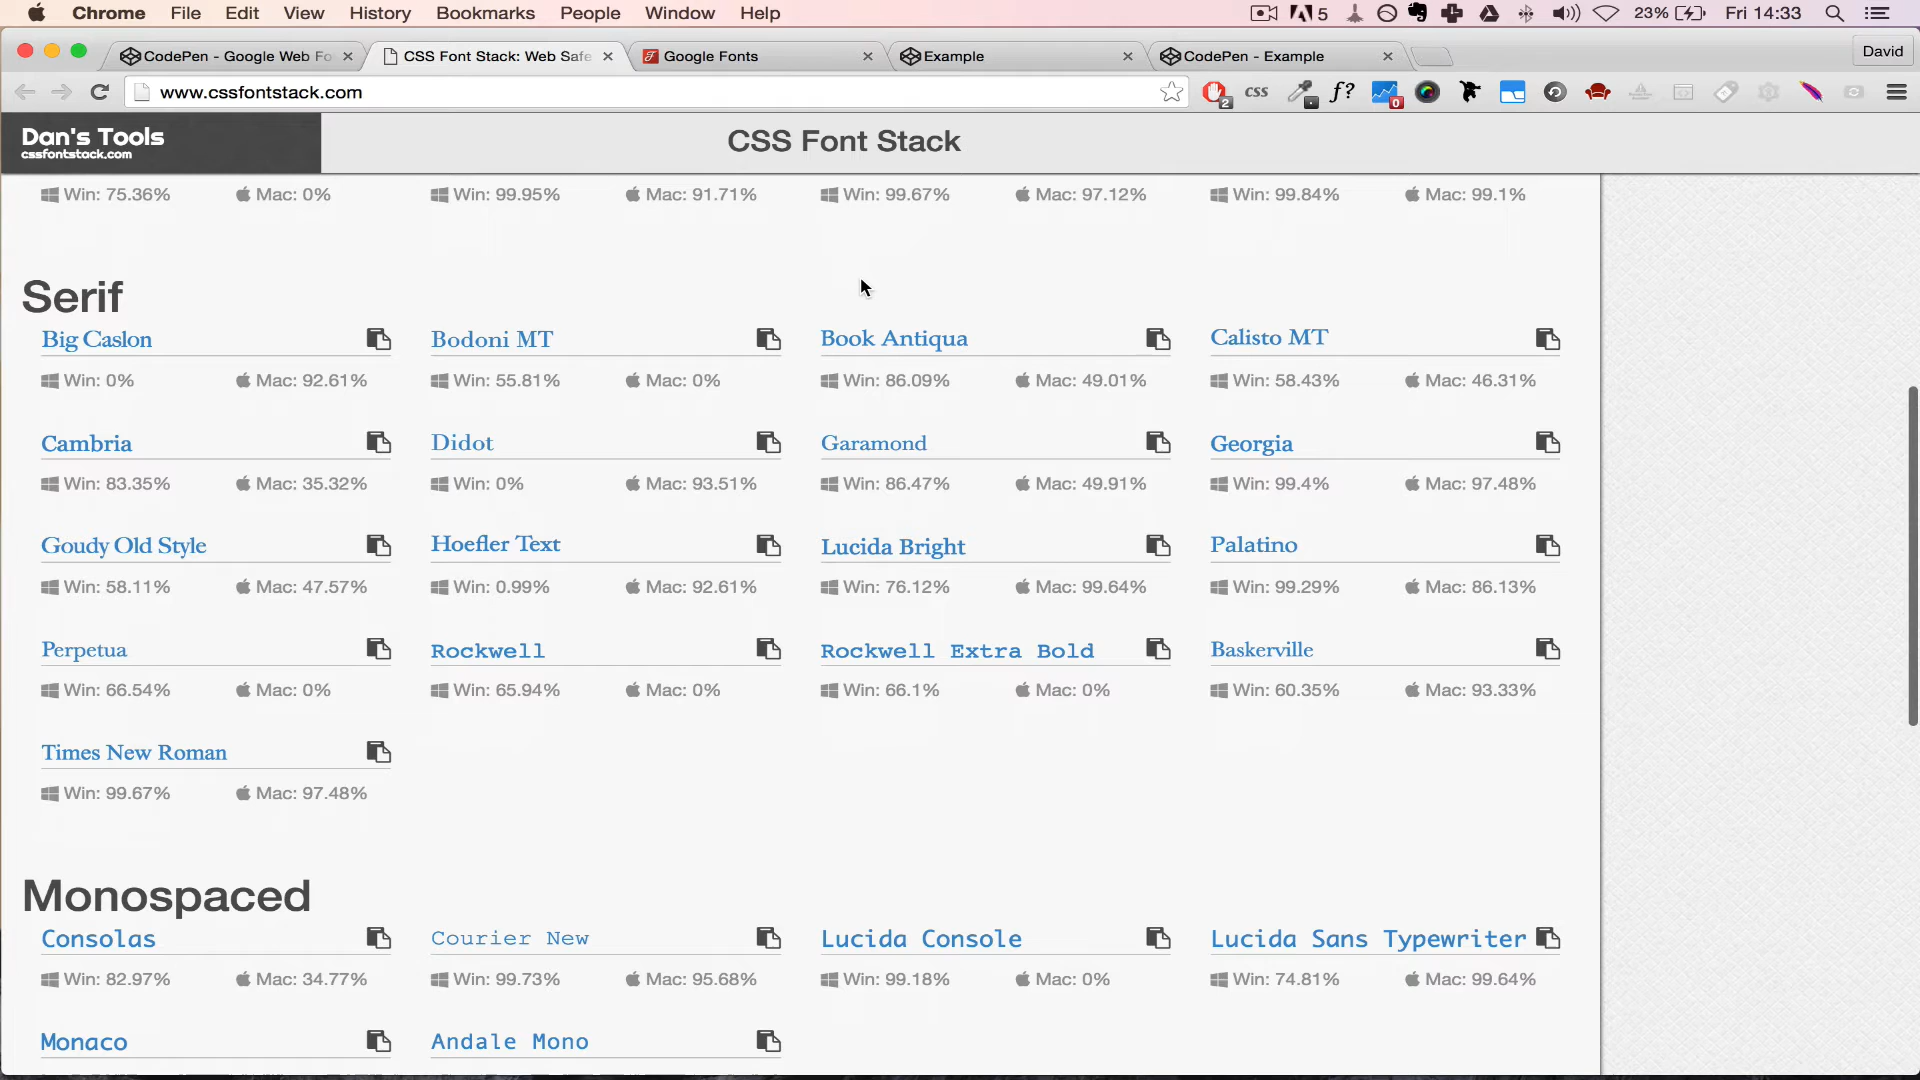 Chrome File Edit View History Bookmarks People Window Help 5 23% Fri 14:33
CodePen - Google Web Fo CSS Font Stack: Web Safe Google Fonts Example CodePen - Example David
www.cssfontstack.com 2 css f? 0
Dan's Tools
cssfontstack.com
CSS Font Stack
Win: 75.36% Mac: 0% Win: 99.95% Mac: 91.71% Win: 99.67% Mac: 97.12% Win: 99.84% Mac: 99.1%
Serif
Big Caslon Bodoni MT Book Antiqua Calisto MT
Win: 0% Mac: 92.61% Win: 55.81% Mac: 0% Win: 86.09% Mac: 49.01% Win: 58.43% Mac: 46.31%
Cambria Didot Garamond Georgia
Win: 83.35% Mac: 35.32% Win: 0% Mac: 93.51% Win: 86.47% Mac: 49.91% Win: 99.4% Mac: 97.48%
Goudy Old Style Hoefler Text Lucida Bright Palatino
Win: 58.11% Mac: 47.57% Win: 0.99% Mac: 92.61% Win: 76.12% Mac: 99.64% Win: 99.29% Mac: 86.13%
Perpetua Rockwell Rockwell Extra Bold Baskerville
Win: 66.54% Mac: 0% Win: 65.94% Mac: 0% Win: 66.1% Mac: 0% Win: 60.35% Mac: 93.33%
Times New Roman
Win: 99.67% Mac: 97.48%
Monospaced
Consolas Courier New Lucida Console Lucida Sans Typewriter
Win: 82.97% Mac: 34.77% Win: 99.73% Mac: 95.68% Win: 99.18% Mac: 0% Win: 74.81% Mac: 99.64%
Monaco Andale Mono